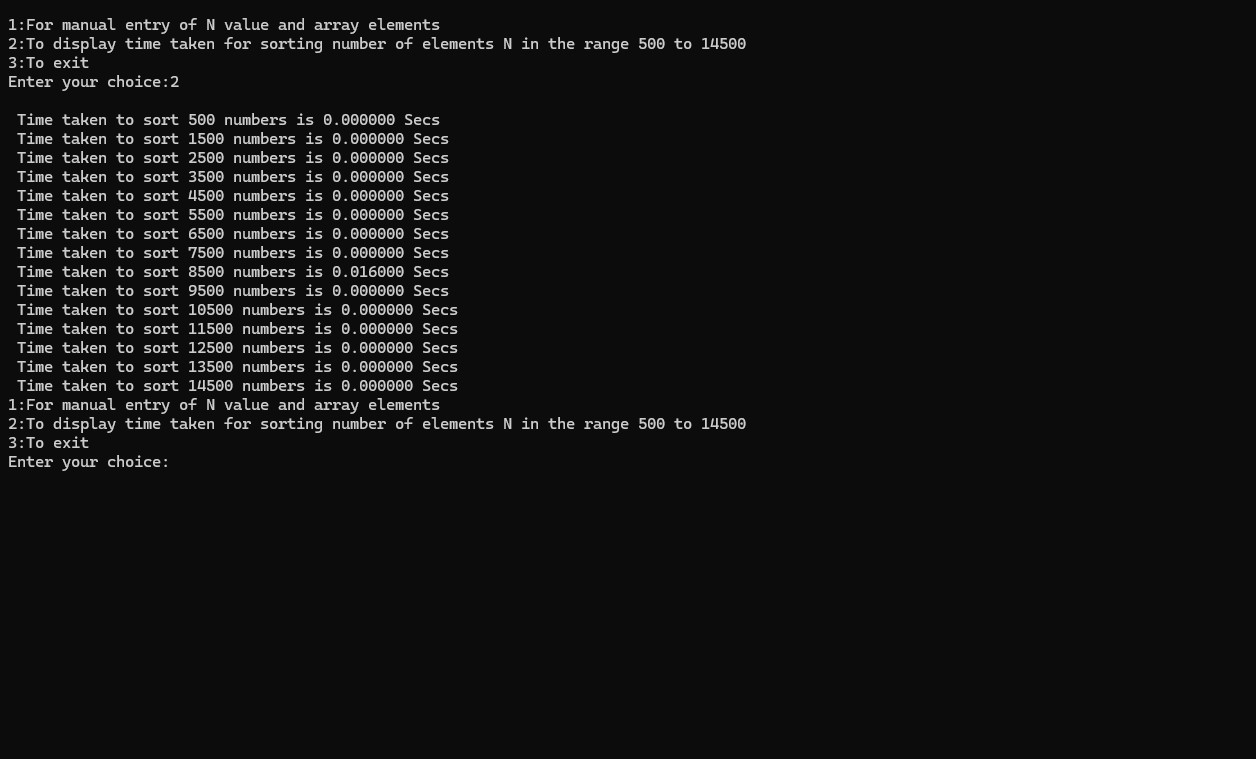 1:For manual entry of N value and array elements
2:To display time taken for sorting number of elements N in the range 500 to 14500
3:To exit
Enter your choice:2
Time taken to sort 500 numbers is 0.000000 Secs
Time taken to sort 1500 numbers is 0.000000 Secs
Time taken to sort 2500 numbers is 0.000000 Secs
Time taken to sort 3500 numbers is 0.000000 Secs
Time taken to sort 4500 numbers is 0.000000 Secs
Time taken to sort 5500 numbers is 0.000000 Secs
Time taken to sort 6500 numbers is 0.000000 Secs
Time taken to sort 7500 numbers is 0.000000 Secs
Time taken to sort 8500 numbers is 0.016000 Secs
Time taken to sort 9500 numbers is 0.000000 Secs
Time taken to sort 10500 numbers is 0.000000 Secs
Time taken to sort 11500 numbers is 0.000000 Secs
Time taken to sort 12500 numbers is 0.000000 Secs
Time taken to sort 13500 numbers is 0.000000 Secs
Time taken to sort 14500 numbers is 0.000000 Secs
1:For manual entry of N value and array elements
2:To display time taken for sorting number of elements N in the range 500 to 14500
3:To exit
Enter your choice: